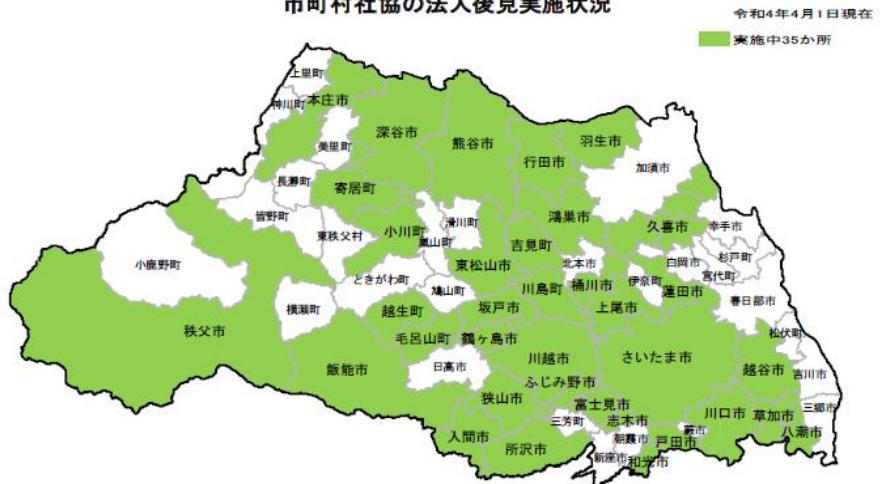 市町村社協の法人後見実施状況
令和4年4月1日現在
実施中35か所
上里町
神川町
本庄市
深谷市
熊谷市
羽生市
美里町
行田市
加須市
長瀞町
寄居町
皆野町
鴻巣市
久喜市
幸手市
小川町
滑川町
東秩父村
嵐山町
吉見町
杉戸町
小鹿野町
東松山市
北本市
白岡市
宮代町
ときがわ町
伊奈町
鳩山町
川島町
桶川市
蓮田市
春日部市
横瀬町
越生町
坂戸市
上尾市
秩父市
松伏町
毛呂山町
鶴ヶ島市
川越市
さいたま市
飯能市
日高市
越谷市
吉川市
ふじみ野市
狭山市
富士見市
三郷市
三芳町
志木市
川口市
草加市
入間市
朝霞市
戸田市
蕨市
八潮市
所沢市
新座市
和光市